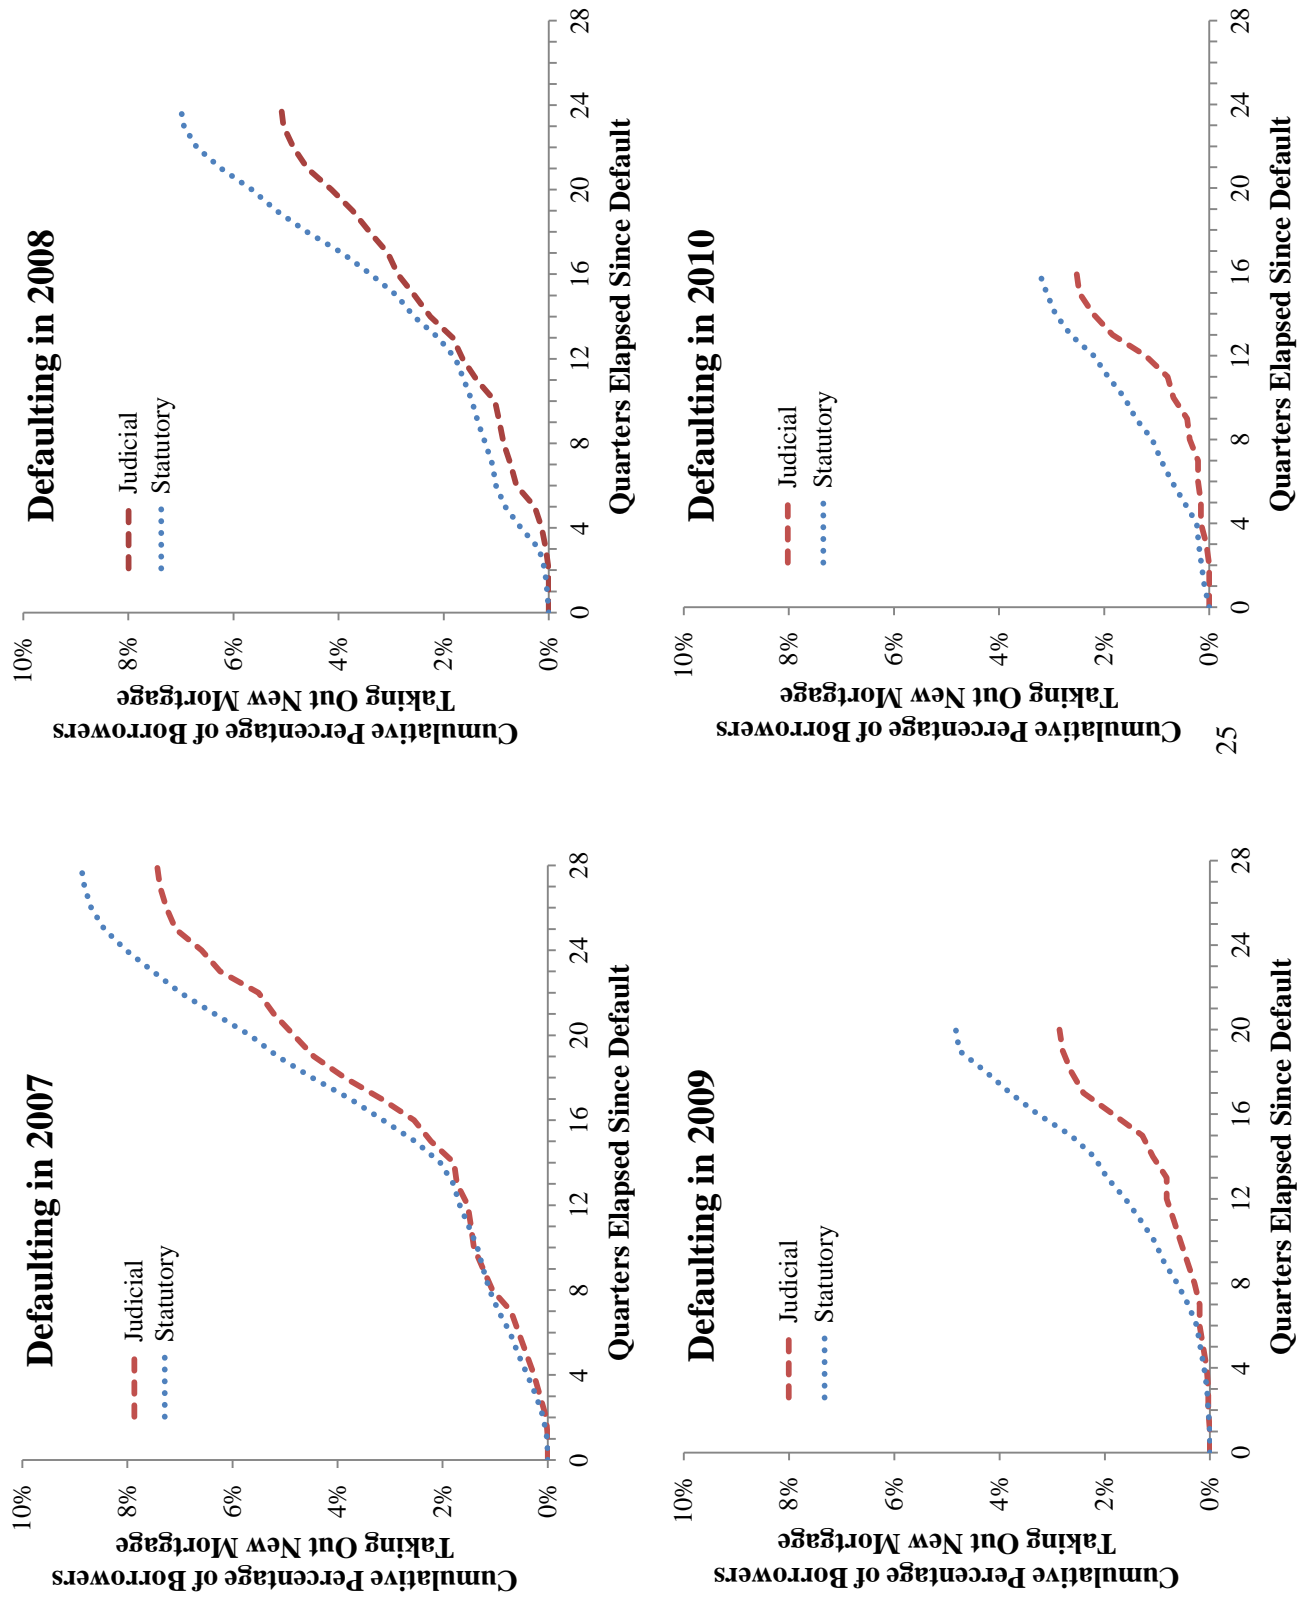 Defaulting in 2007
Cumulative Percentage of Borrowers
Taking Out New Mortgage
10%
8%
6%
4%
2%
0%
Judicial
Statutory
0 4 8 12 16 20 24 28
Quarters Elapsed Since Default
Defaulting in 2008
Cumulative Percentage of Borrowers
Taking Out New Mortgage
10%
8%
6%
4%
2%
0%
Judicial
Statutory
0 4 8 12 16 20 24 28
Quarters Elapsed Since Default
Defaulting in 2009
Cumulative Percentage of Borrowers
Taking Out New Mortgage
10%
8%
6%
4%
2%
0%
Judicial
Statutory
0 4 8 12 16 20 24 28
Quarters Elapsed Since Default
Defaulting in 2010
Cumulative Percentage of Borrowers
Taking Out New Mortgage
10%
8%
6%
4%
2%
0%
Judicial
Statutory
0 4 8 12 16 20 24 28
Quarters Elapsed Since Default
25